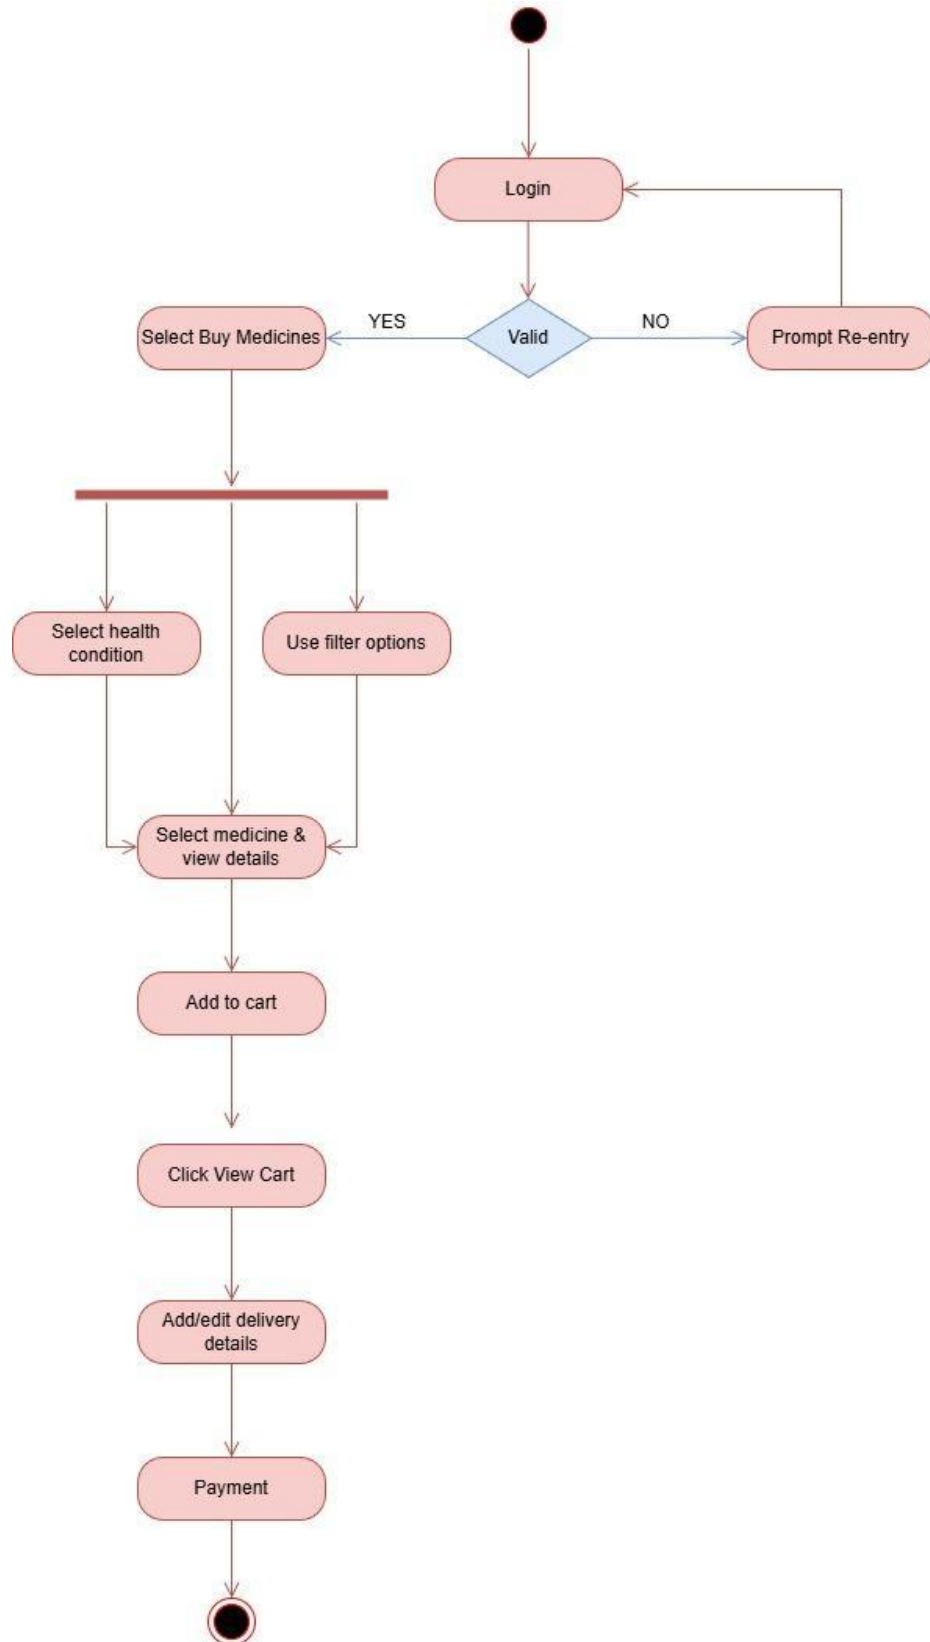 Login
YES
Valid
NO
Select Buy Medicines
Prompt Re-entry
Select health
condition
Use filter options
Select medicine &
view details
Add to cart
Click View Cart
Add/edit delivery
details
Payment